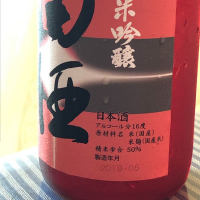 米吟醸
酒
日本酒
アルコール分16度
原材料名 米(国産)
米麹(国産米)
精米歩合 50%
製造年月
2019.05